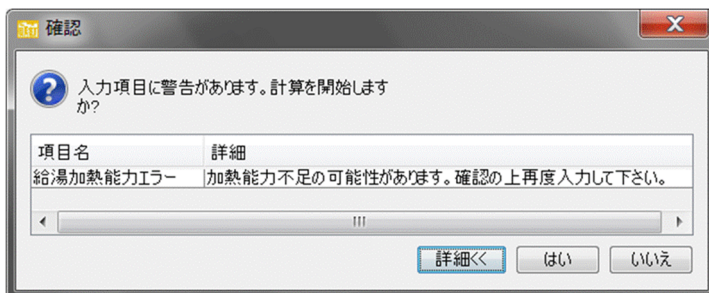 確認
入力項目に警告があります。計算を開始します
か?
項目名 詳細
給湯加熱能力エラー 加熱能力不足の可能性があります。確認の上再度入力して下さい。
詳細<< はい いいえ